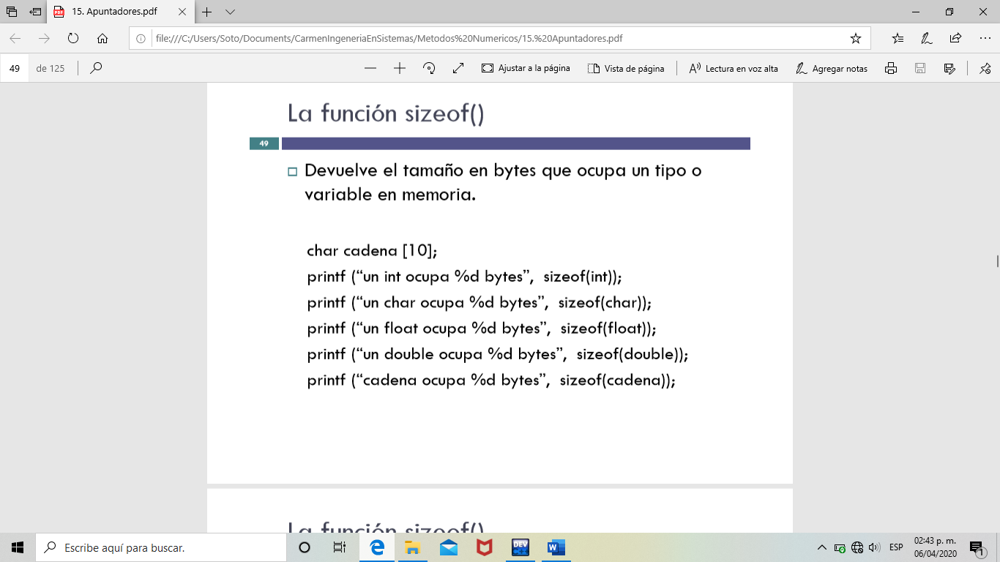 15. Apuntadores.pdf
file:///C:/Users/Soto/Documents/CarmenIngeneriaEnSistemas/Metodos%20Numericos/15.%20Apuntadores.pdf
49 de 125
Ajustar a la página
Vista de página
Lectura en voz alta
Agregar notas
La función sizeof()
49
Devuelve el tamaño en bytes que ocupa un tipo o
variable en memoria.
char cadena [10];
printf (“un int ocupa %d bytes”, sizeof(int));
printf (“un char ocupa %d bytes”, sizeof(char));
printf (“un float ocupa %d bytes”, sizeof(float));
printf (“un double ocupa %d bytes”, sizeof(double));
printf (“cadena ocupa %d bytes”, sizeof(cadena));
La función sizeof()
Escribe aquí para buscar.
DEV
C++
ESP
02:43 p. m.
06/04/2020
1